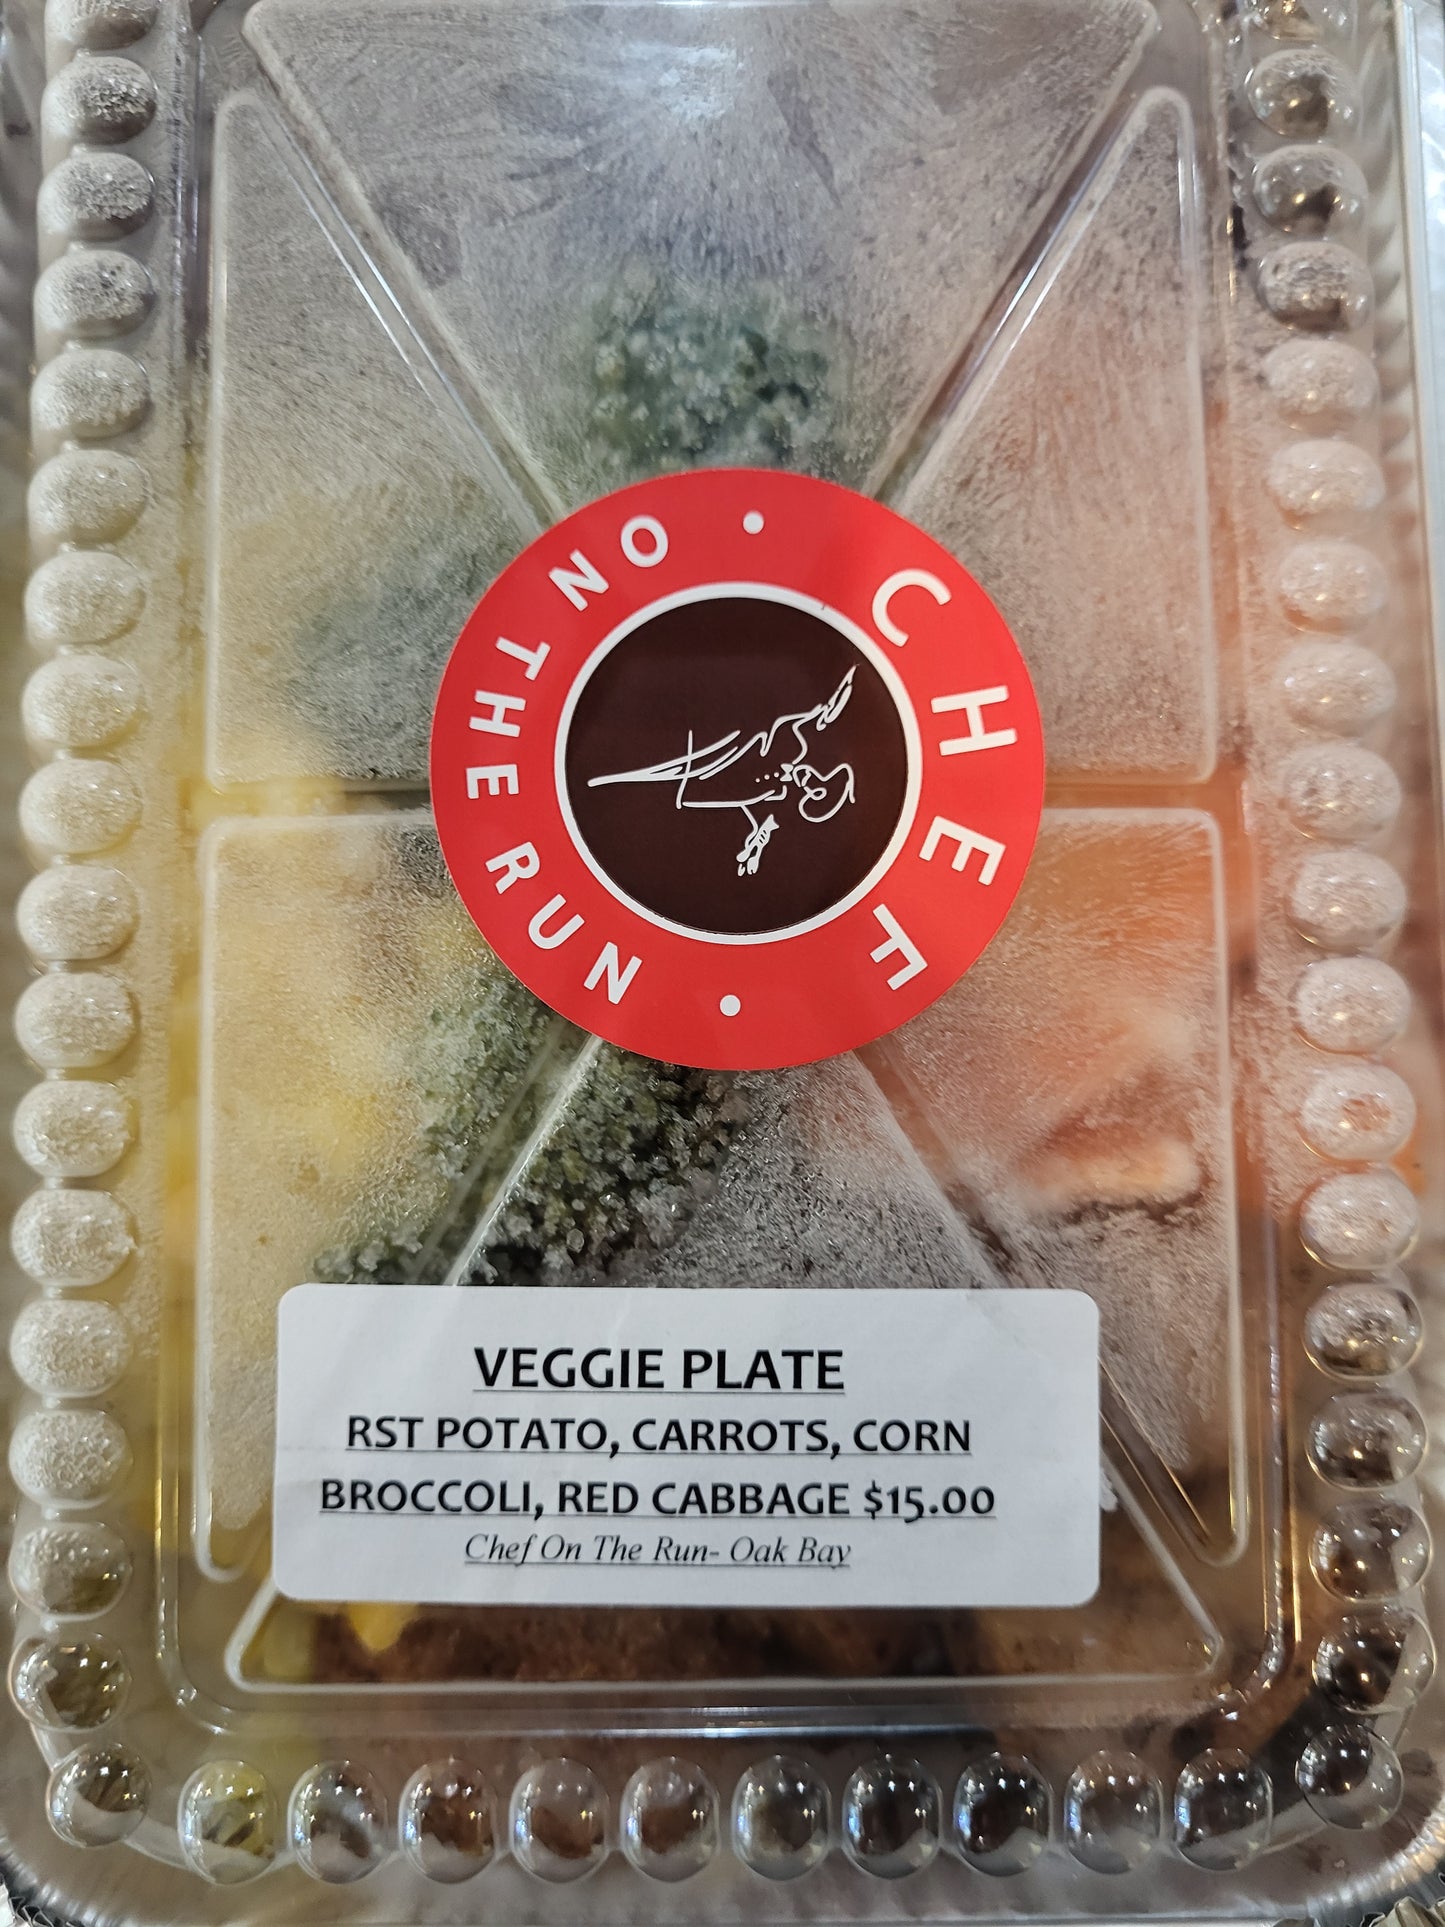 CHEF
• ON THE RUN •
VEGGIE PLATE
RST POTATO, CARROTS, CORN
BROCCOLI, RED CABBAGE $15.00
Chef On The Run- Oak Bay